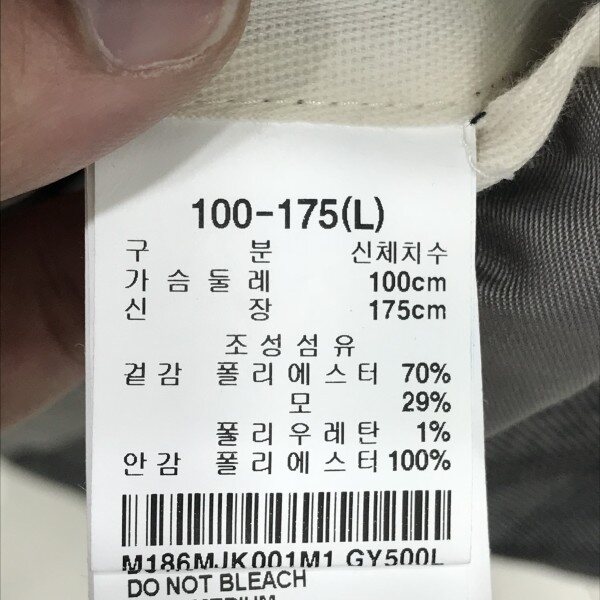 100-175(L)
구 분 신체치수
가슴둘레 100cm
신 장 175cm
조성섬유
겉감 폴리에스터 70%
모 29%
폴리우레탄 1%
안감 폴리에스터 100%
M186MJK001M1 GY500L
DO NOT BLEACH